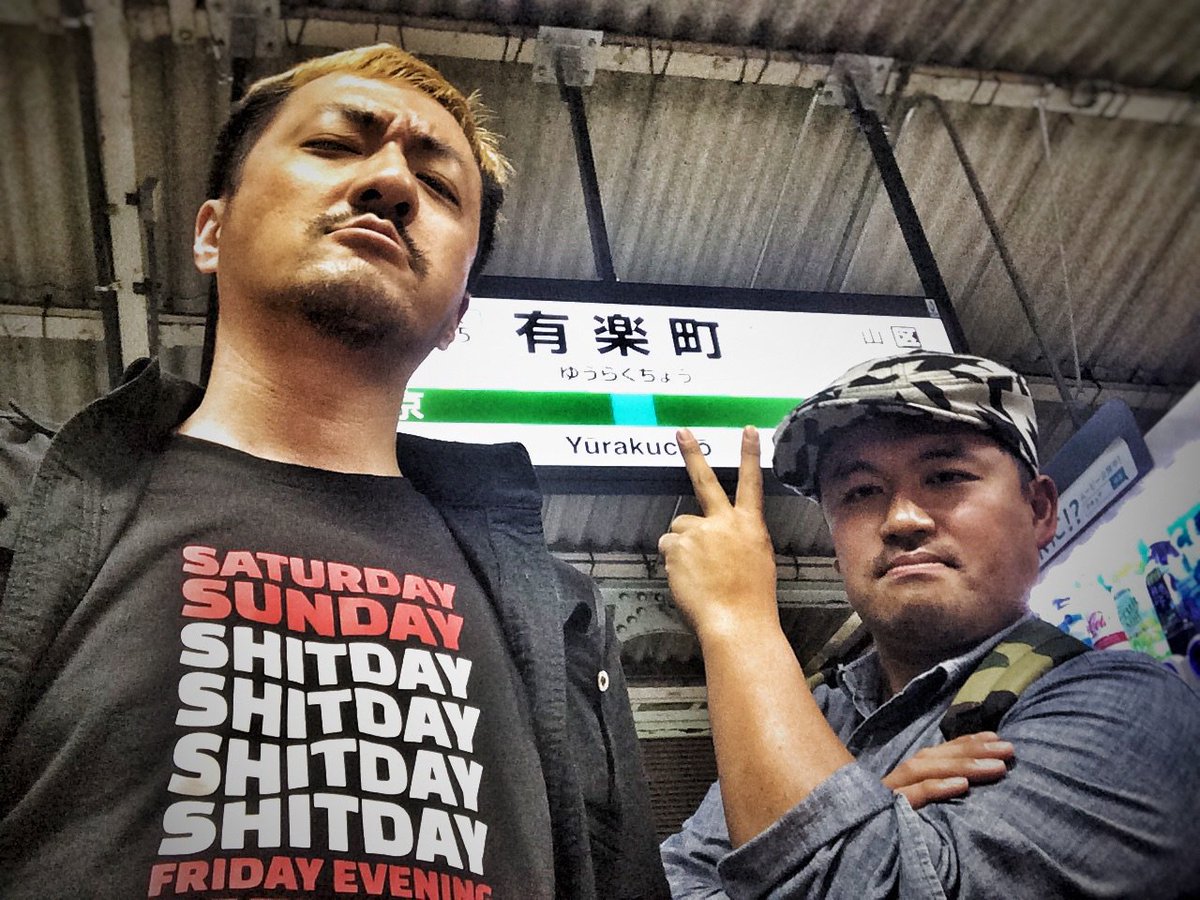 有楽町
山 区
ゆうらくちょう
京
Yūrakuchō
SATURDAY
SUNDAY
SHITDAY
SHITDAY
SHITDAY
SHITDAY
FRIDAY EVENING